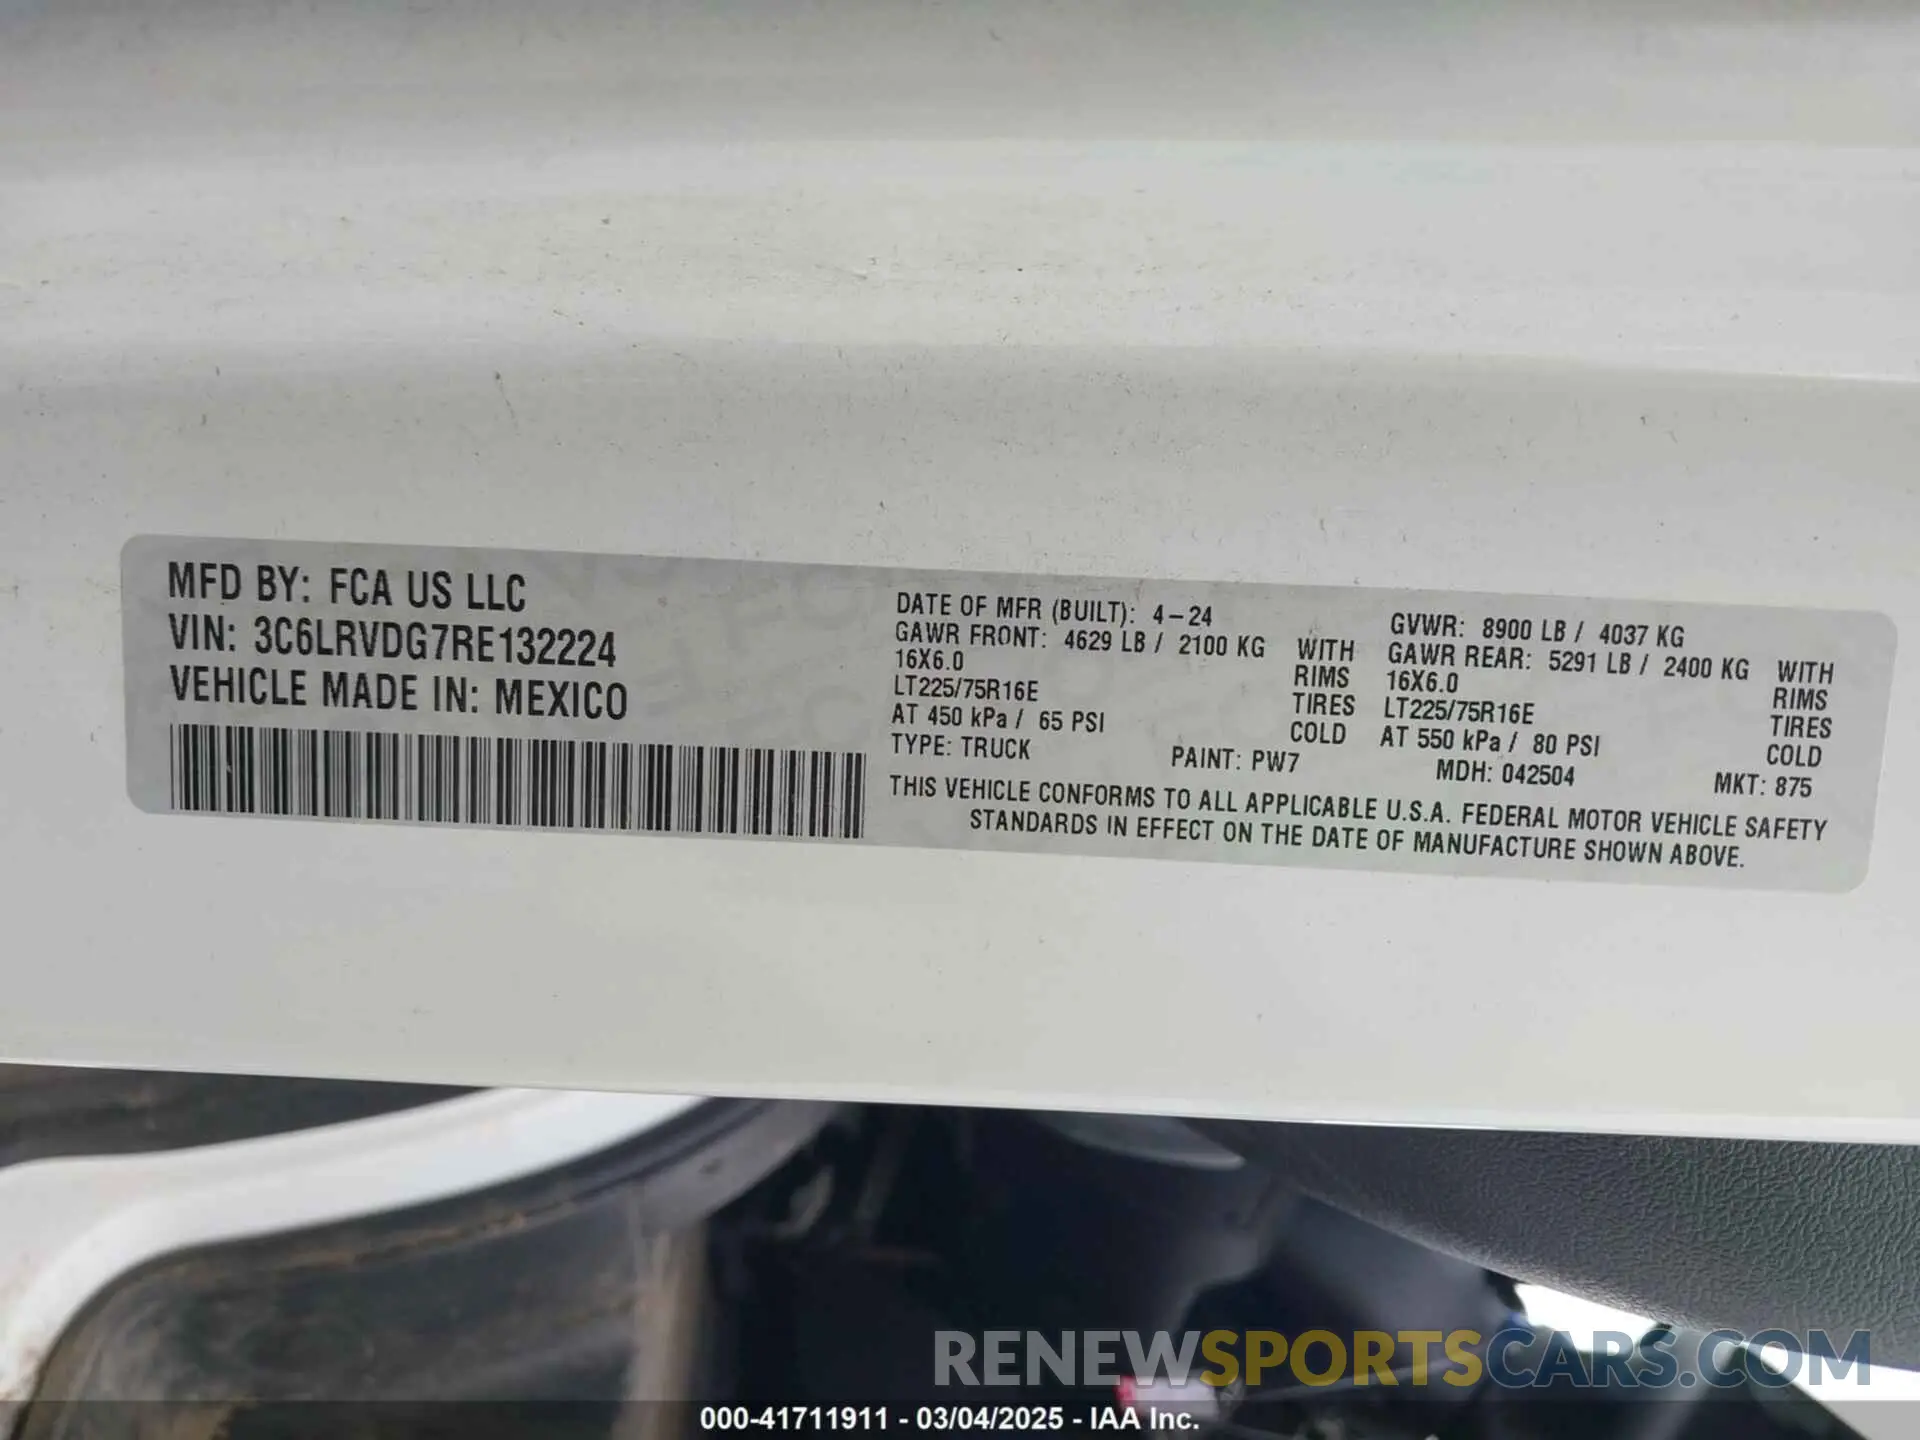 MFD BY: FCA US LLC
VIN: 3C6LRVDG7RE132224
VEHICLE MADE IN: MEXICO
DATE OF MFR (BUILT): 4-24
GAWR FRONT: 4629 LB / 2100 KG WITH
16X6.0 RIMS
LT225/75R16E TIRES
AT 450 kPa / 65 PSI COLD
TYPE: TRUCK PAINT: PW7
GVWR: 8900 LB / 4037 KG
GAWR REAR: 5291 LB / 2400 KG WITH
16X6.0 RIMS
LT225/75R16E TIRES
AT 550 kPa / 80 PSI COLD
MDH: 042504 MKT: 875
THIS VEHICLE CONFORMS TO ALL APPLICABLE U.S.A. FEDERAL MOTOR VEHICLE SAFETY
STANDARDS IN EFFECT ON THE DATE OF MANUFACTURE SHOWN ABOVE.
RENEWSPORTSCARS.COM
000-41711911 - 03/04/2025 - IAA Inc.